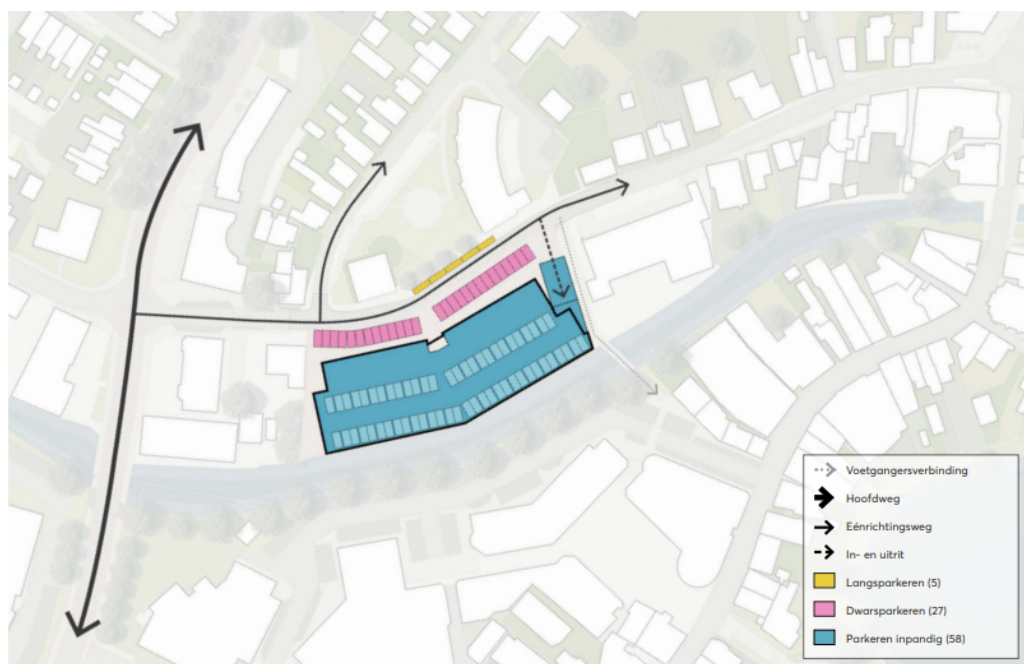 Voetgangersverbinding
Hoofdweg
Eénrichtingsweg
In- en uitrit
Langsparkeren (5)
Dwarsparkeren (27)
Parkeren inpandig (58)